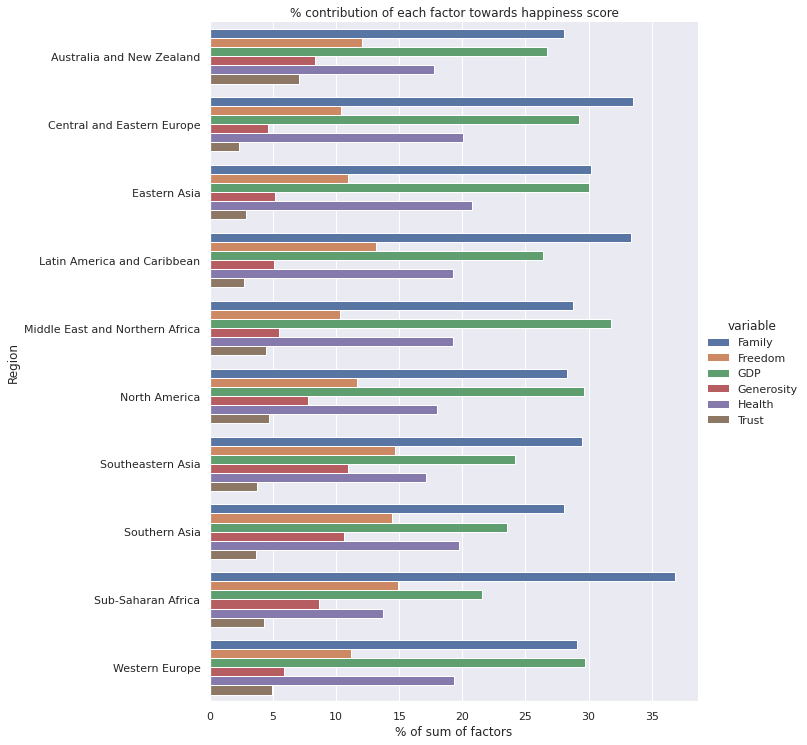 % contribution of each factor towards happiness score
Australia and New Zealand
Central and Eastern Europe
Eastern Asia
Latin America and Caribbean
Middle East and Northern Africa
North America
Southeastern Asia
Southern Asia
Sub-Saharan Africa
Western Europe
Region
0 5 10 15 20 25 30 35
% of sum of factors
variable
Family
Freedom
GDP
Generosity
Health
Trust